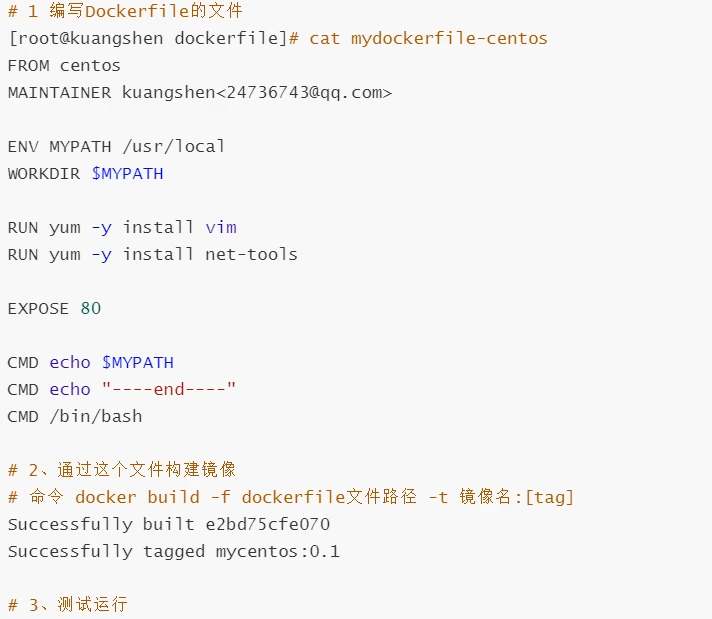 # 1 编写Dockerfile的文件
[root@kuangshen dockerfile]# cat mydockerfile-centos
FROM centos
MAINTAINER kuangshen<24736743@qq.com>
ENV MYPATH /usr/local
WORKDIR $MYPATH
RUN yum -y install vim
RUN yum -y install net-tools
EXPOSE 80
CMD echo $MYPATH
CMD echo "----end----"
CMD /bin/bash
# 2、通过这个文件构建镜像
# 命令 docker build -f dockerfile文件路径 -t 镜像名:[tag]
Successfully built e2bd75cfe070
Successfully tagged mycentos:0.1
# 3、测试运行